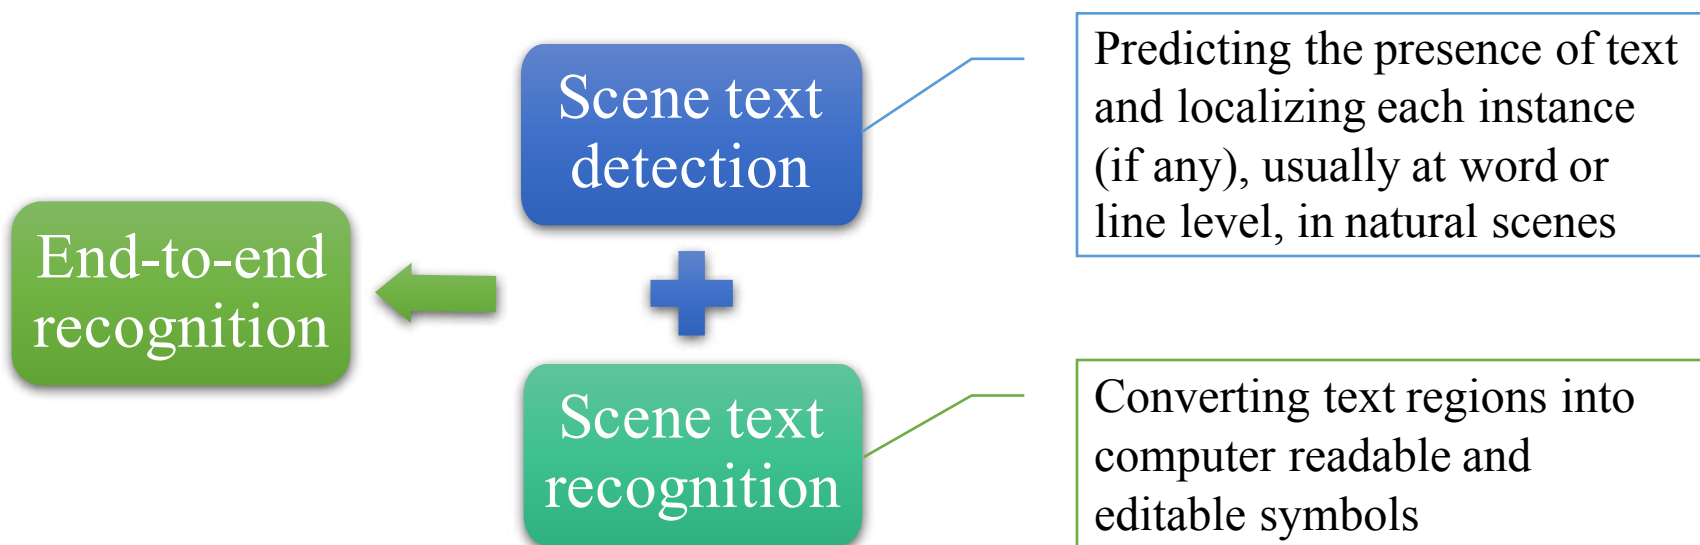 Scene text
detection
Predicting the presence of text
and localizing each instance
(if any), usually at word or
line level, in natural scenes
End-to-end
recognition
Scene text
recognition
Converting text regions into
computer readable and
editable symbols